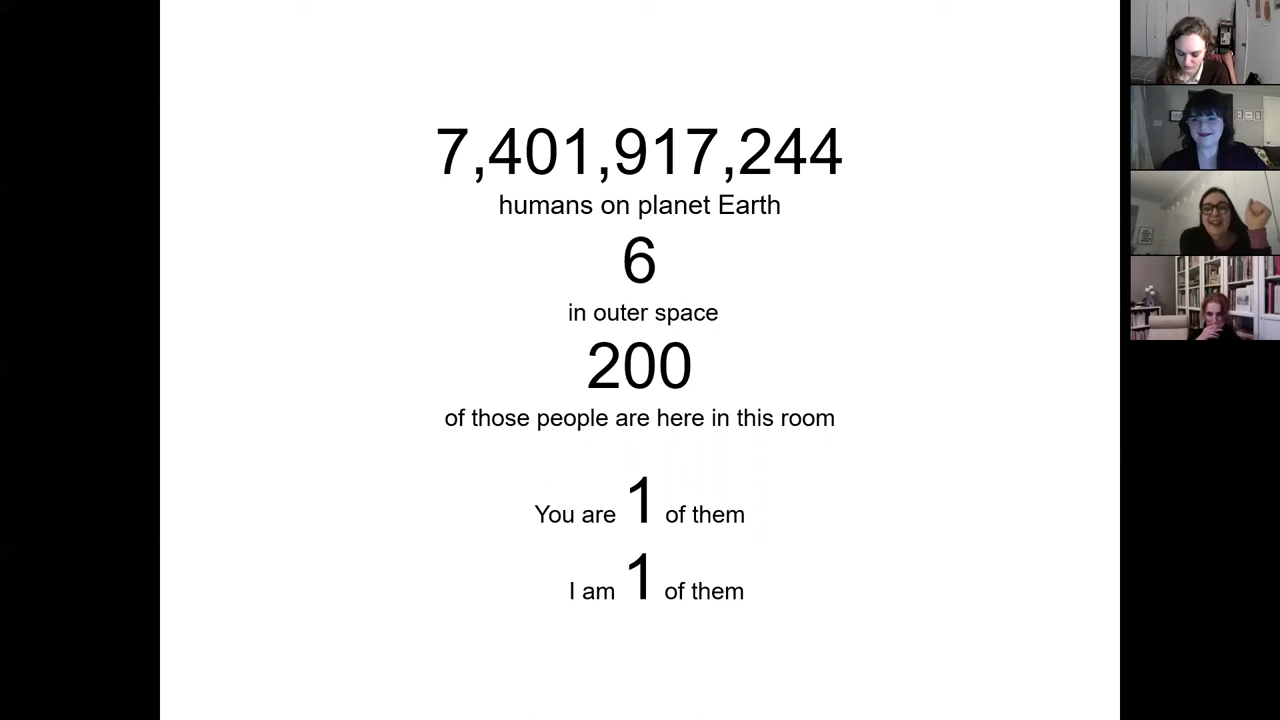 7,401,917,244
humans on planet Earth
6
in outer space
200
of those people are here in this room
You are 1 of them
I am 1 of them